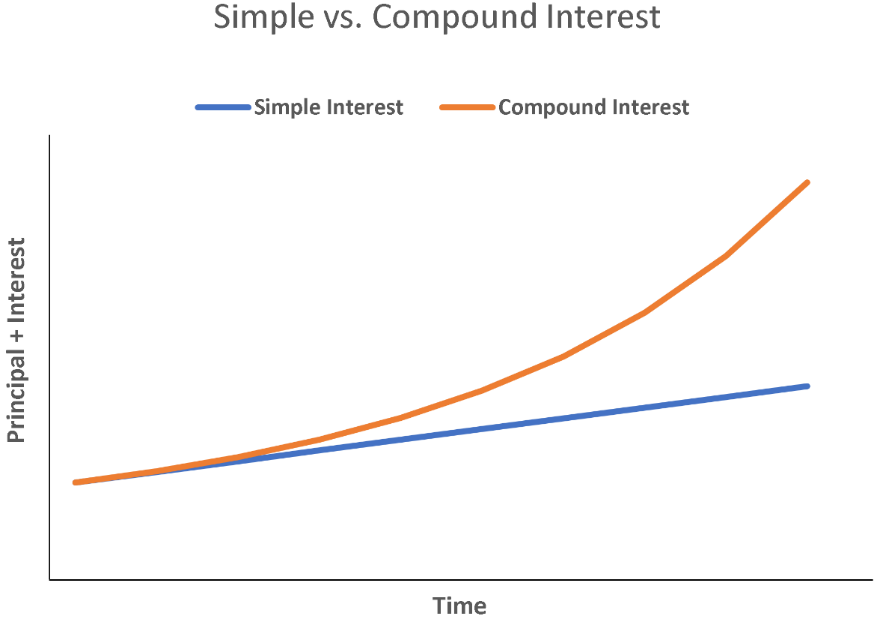 Simple vs. Compound Interest
Simple Interest
Compound Interest
Principal + Interest
Time